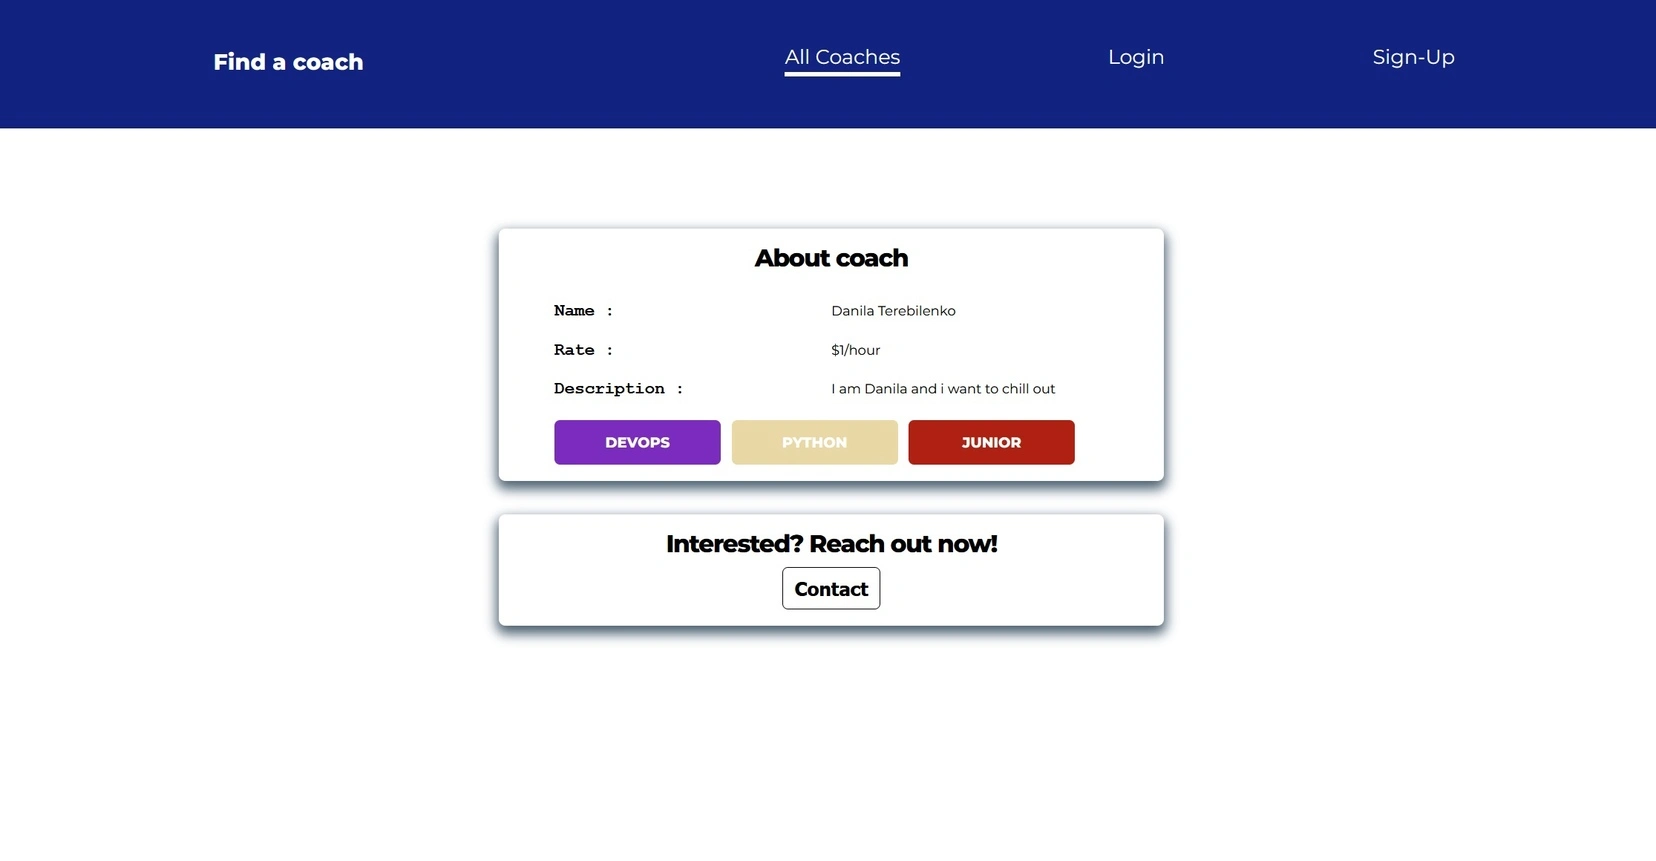 Find a coach All Coaches Login Sign-Up
About coach
Name : Danila Terebilenko
Rate : $1/hour
Description : I am Danila and i want to chill out
DEVOPS PYTHON JUNIOR
Interested? Reach out now!
Contact